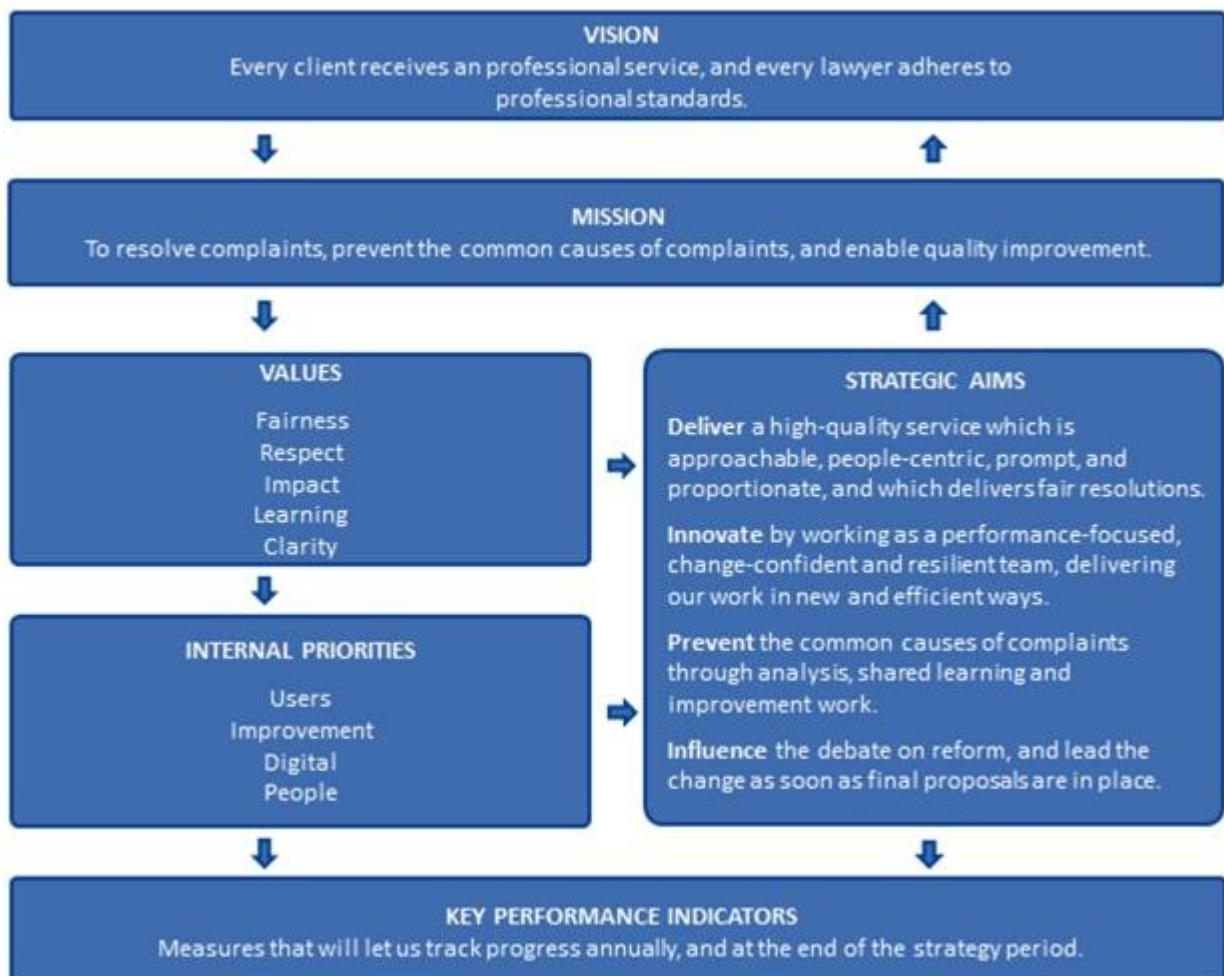 VISION
Every client receives an professional service, and every lawyer adheres to
professional standards.
MISSION
To resolve complaints, prevent the common causes of complaints, and enable quality improvement.
VALUES
Fairness
Respect
Impact
Learning
Clarity
INTERNAL PRIORITIES
Users
Improvement
Digital
People
STRATEGIC AIMS
Deliver a high-quality service which is
approachable, people-centric, prompt, and
proportionate, and which delivers fair resolutions.
Innovate by working as a performance-focused,
change-confident and resilient team, delivering
our work in new and efficient ways.
Prevent the common causes of complaints
through analysis, shared learning and
improvement work.
Influence the debate on reform, and lead the
change as soon as final proposals are in place.
KEY PERFORMANCE INDICATORS
Measures that will let us track progress annually, and at the end of the strategy period.